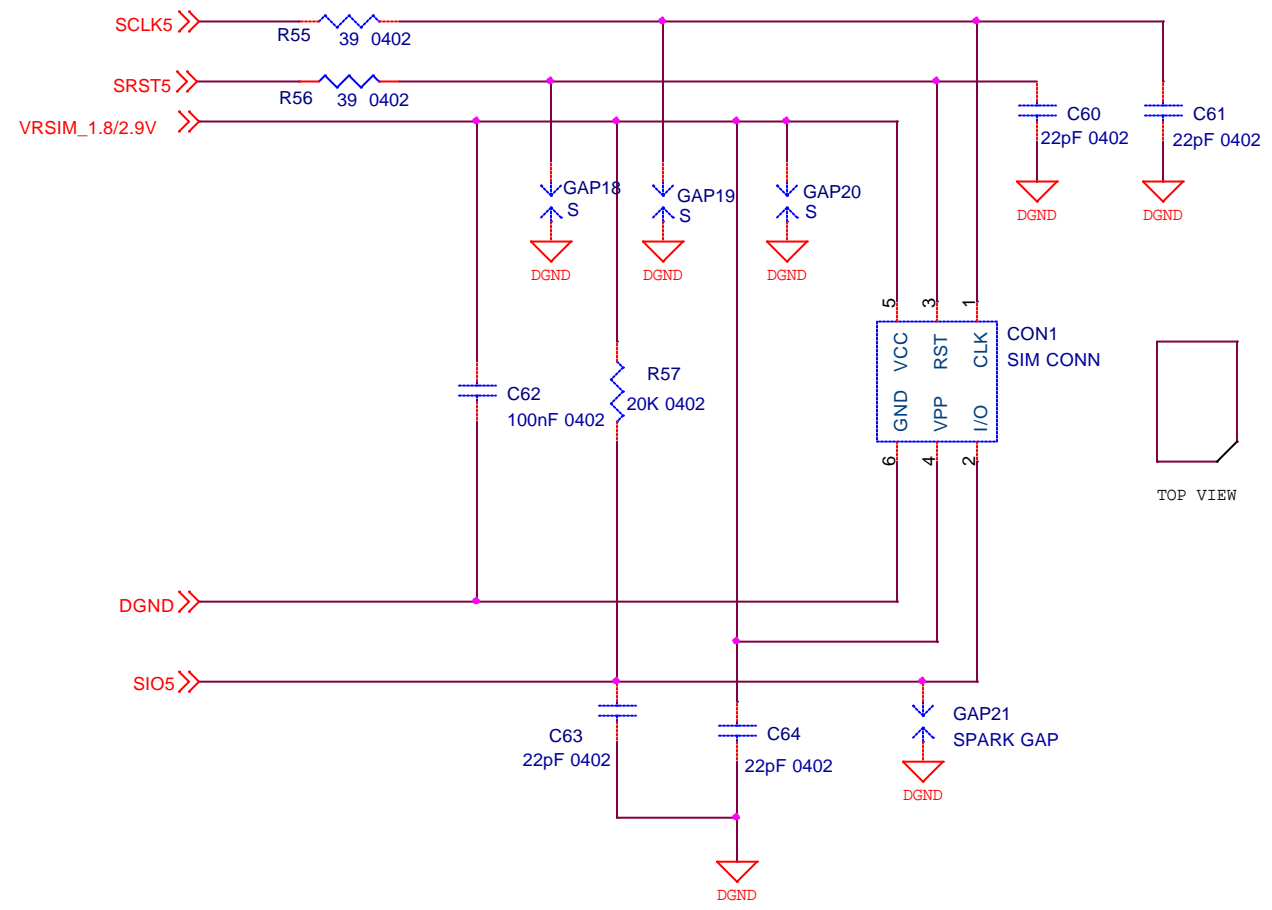 SCLK5
R55
39 0402
SRST5
R56
39 0402
VRSIM_1.8/2.9V
C60
22pF 0402
C61
22pF 0402
DGND
DGND
GAP18
S
GAP19
S
GAP20
S
DGND
DGND
DGND
5
3
1
VCC
RST
CLK
CON1
SIM CONN
GND
VPP
I/O
6
4
2
R57
20K 0402
C62
100nF 0402
TOP VIEW
DGND
SIO5
C63
22pF 0402
C64
22pF 0402
GAP21
SPARK GAP
DGND
DGND